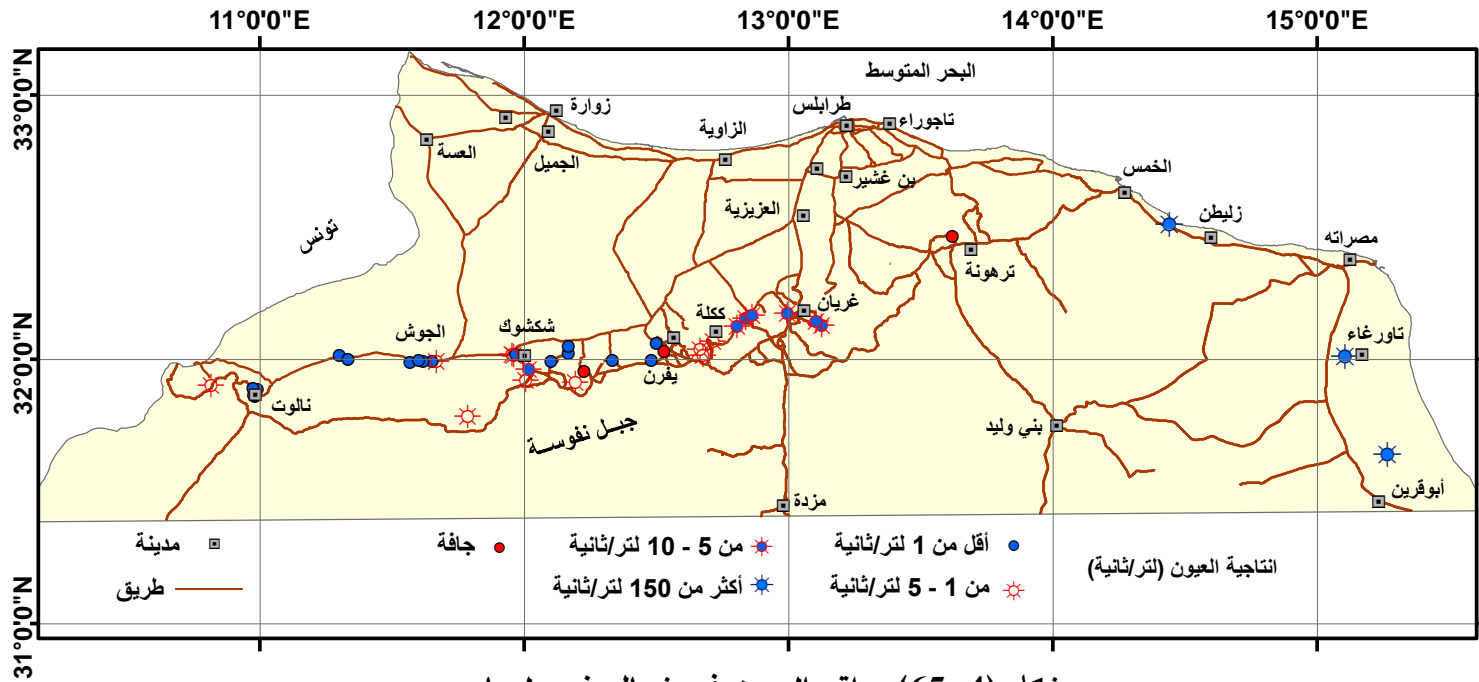 11°0'0"E
12°0'0"E
13°0'0"E
14°0'0"E
15°0'0"E
33°0'0"N
32°0'0"N
31°0'0"N
البحر المتوسط
زوارة
طرابلس
تاجوراء
الزاوية
العسة
الجميل
بن غشير
الخمس
العزيزية
زليطن
تونس
مصراته
ترهونة
غريان
ككلة
تاورغاء
شكشوك
الجوش
يفرن
نالوت
جبـل نفوســة
بني وليد
أبوقرين
مزدة
انتاجية العيون (لتر/ثانية)
أقل من 1 لتر/ثانية
من 5 - 10 لتر/ثانية
جافة
مدينة
من 1 - 5 لتر/ثانية
أكثر من 150 لتر/ثانية
طريق